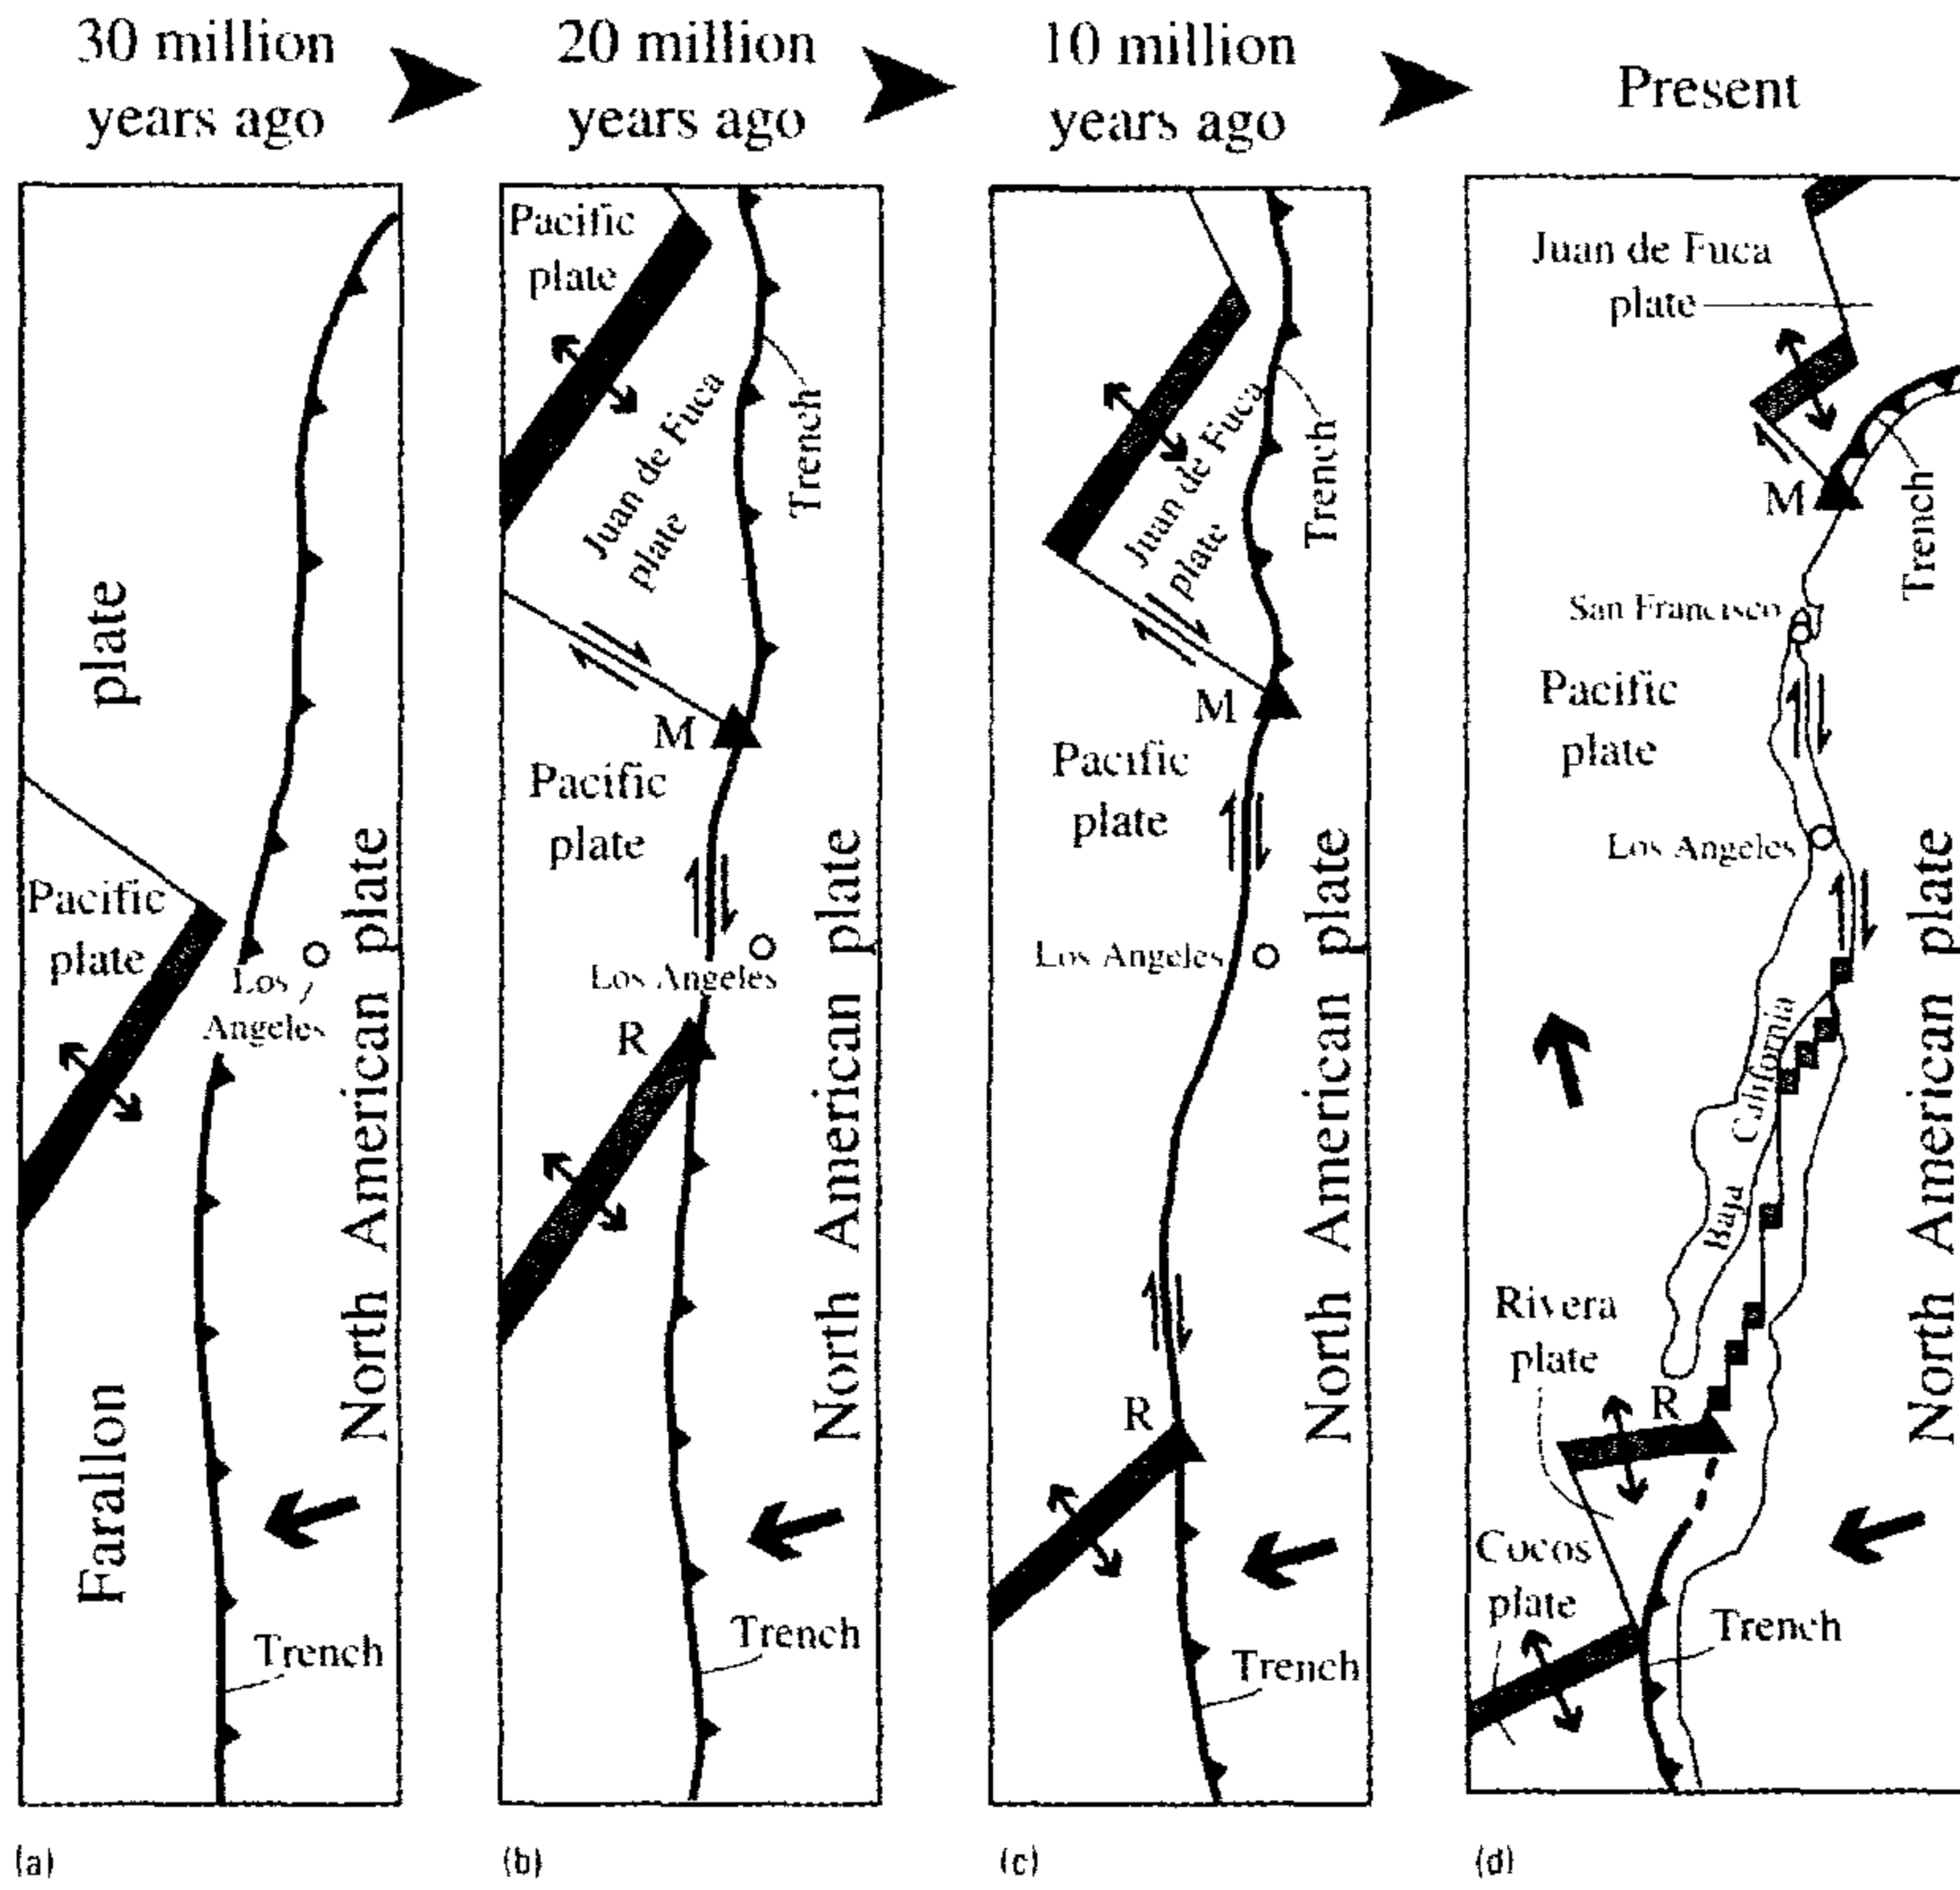 30 million
years ago
20 million
years ago
10 million
years ago
Present
plate
Pacific
plate
Los
Angeles
North American plate
Farallon
Trench
(a)
Pacific
plate
Juan de Fuca
plate
Trench
M
Pacific
plate
Los Angeles
R
North American plate
Trench
(b)
Juan de Fuca
plate
Trench
M
Pacific
plate
Los Angeles
North American plate
R
Trench
(c)
Juan de Fuca
plate
M
Trench
San Francisco
Pacific
plate
Los Angeles
North American plate
Baja California
Rivera
plate
R
Cocos
plate
Trench
(d)